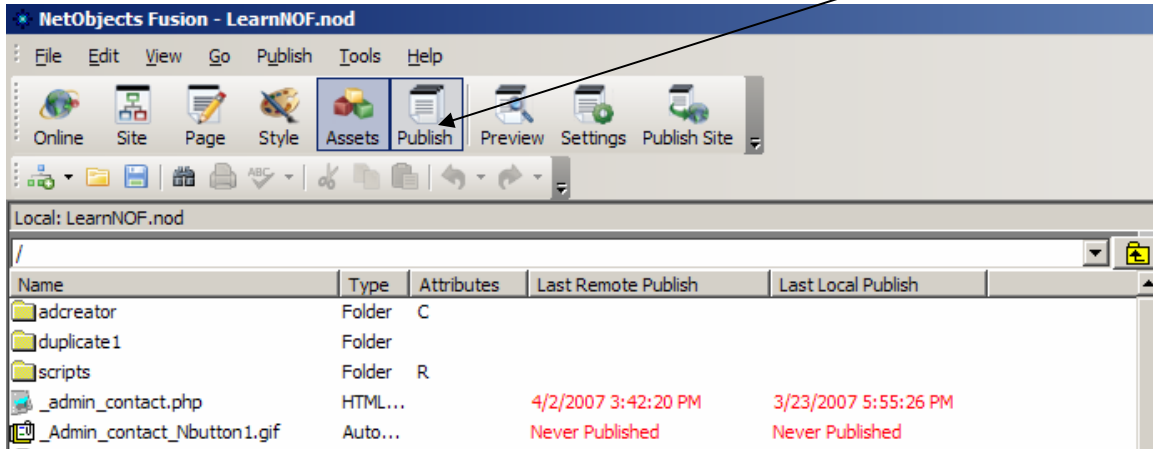 NetObjects Fusion - LearnNOF.nod
File Edit View Go Publish Tools Help
Online Site Page Style Assets Publish Preview Settings Publish Site
ABC
Local: LearnNOF.nod
/
Name Type Attributes Last Remote Publish Last Local Publish
adcreator Folder C
duplicate1 Folder
scripts Folder R
_admin_contact.php HTML... 4/2/2007 3:42:20 PM 3/23/2007 5:55:26 PM
_Admin_contact_Nbutton1.gif Auto... Never Published Never Published